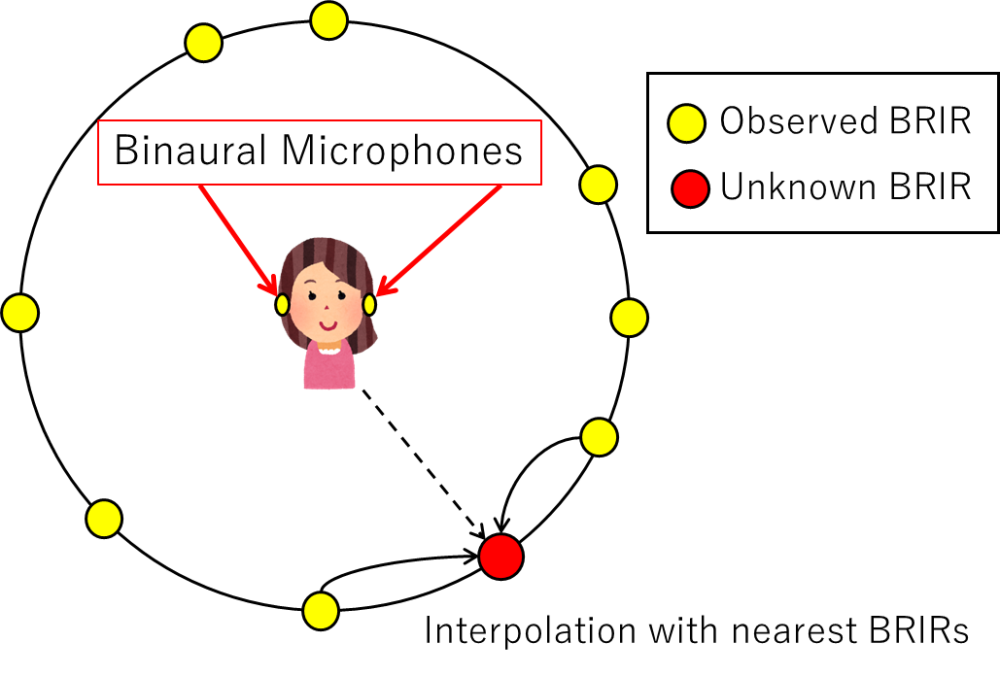 Binaural Microphones
Observed BRIR
Unknown BRIR
Interpolation with nearest BRIRs